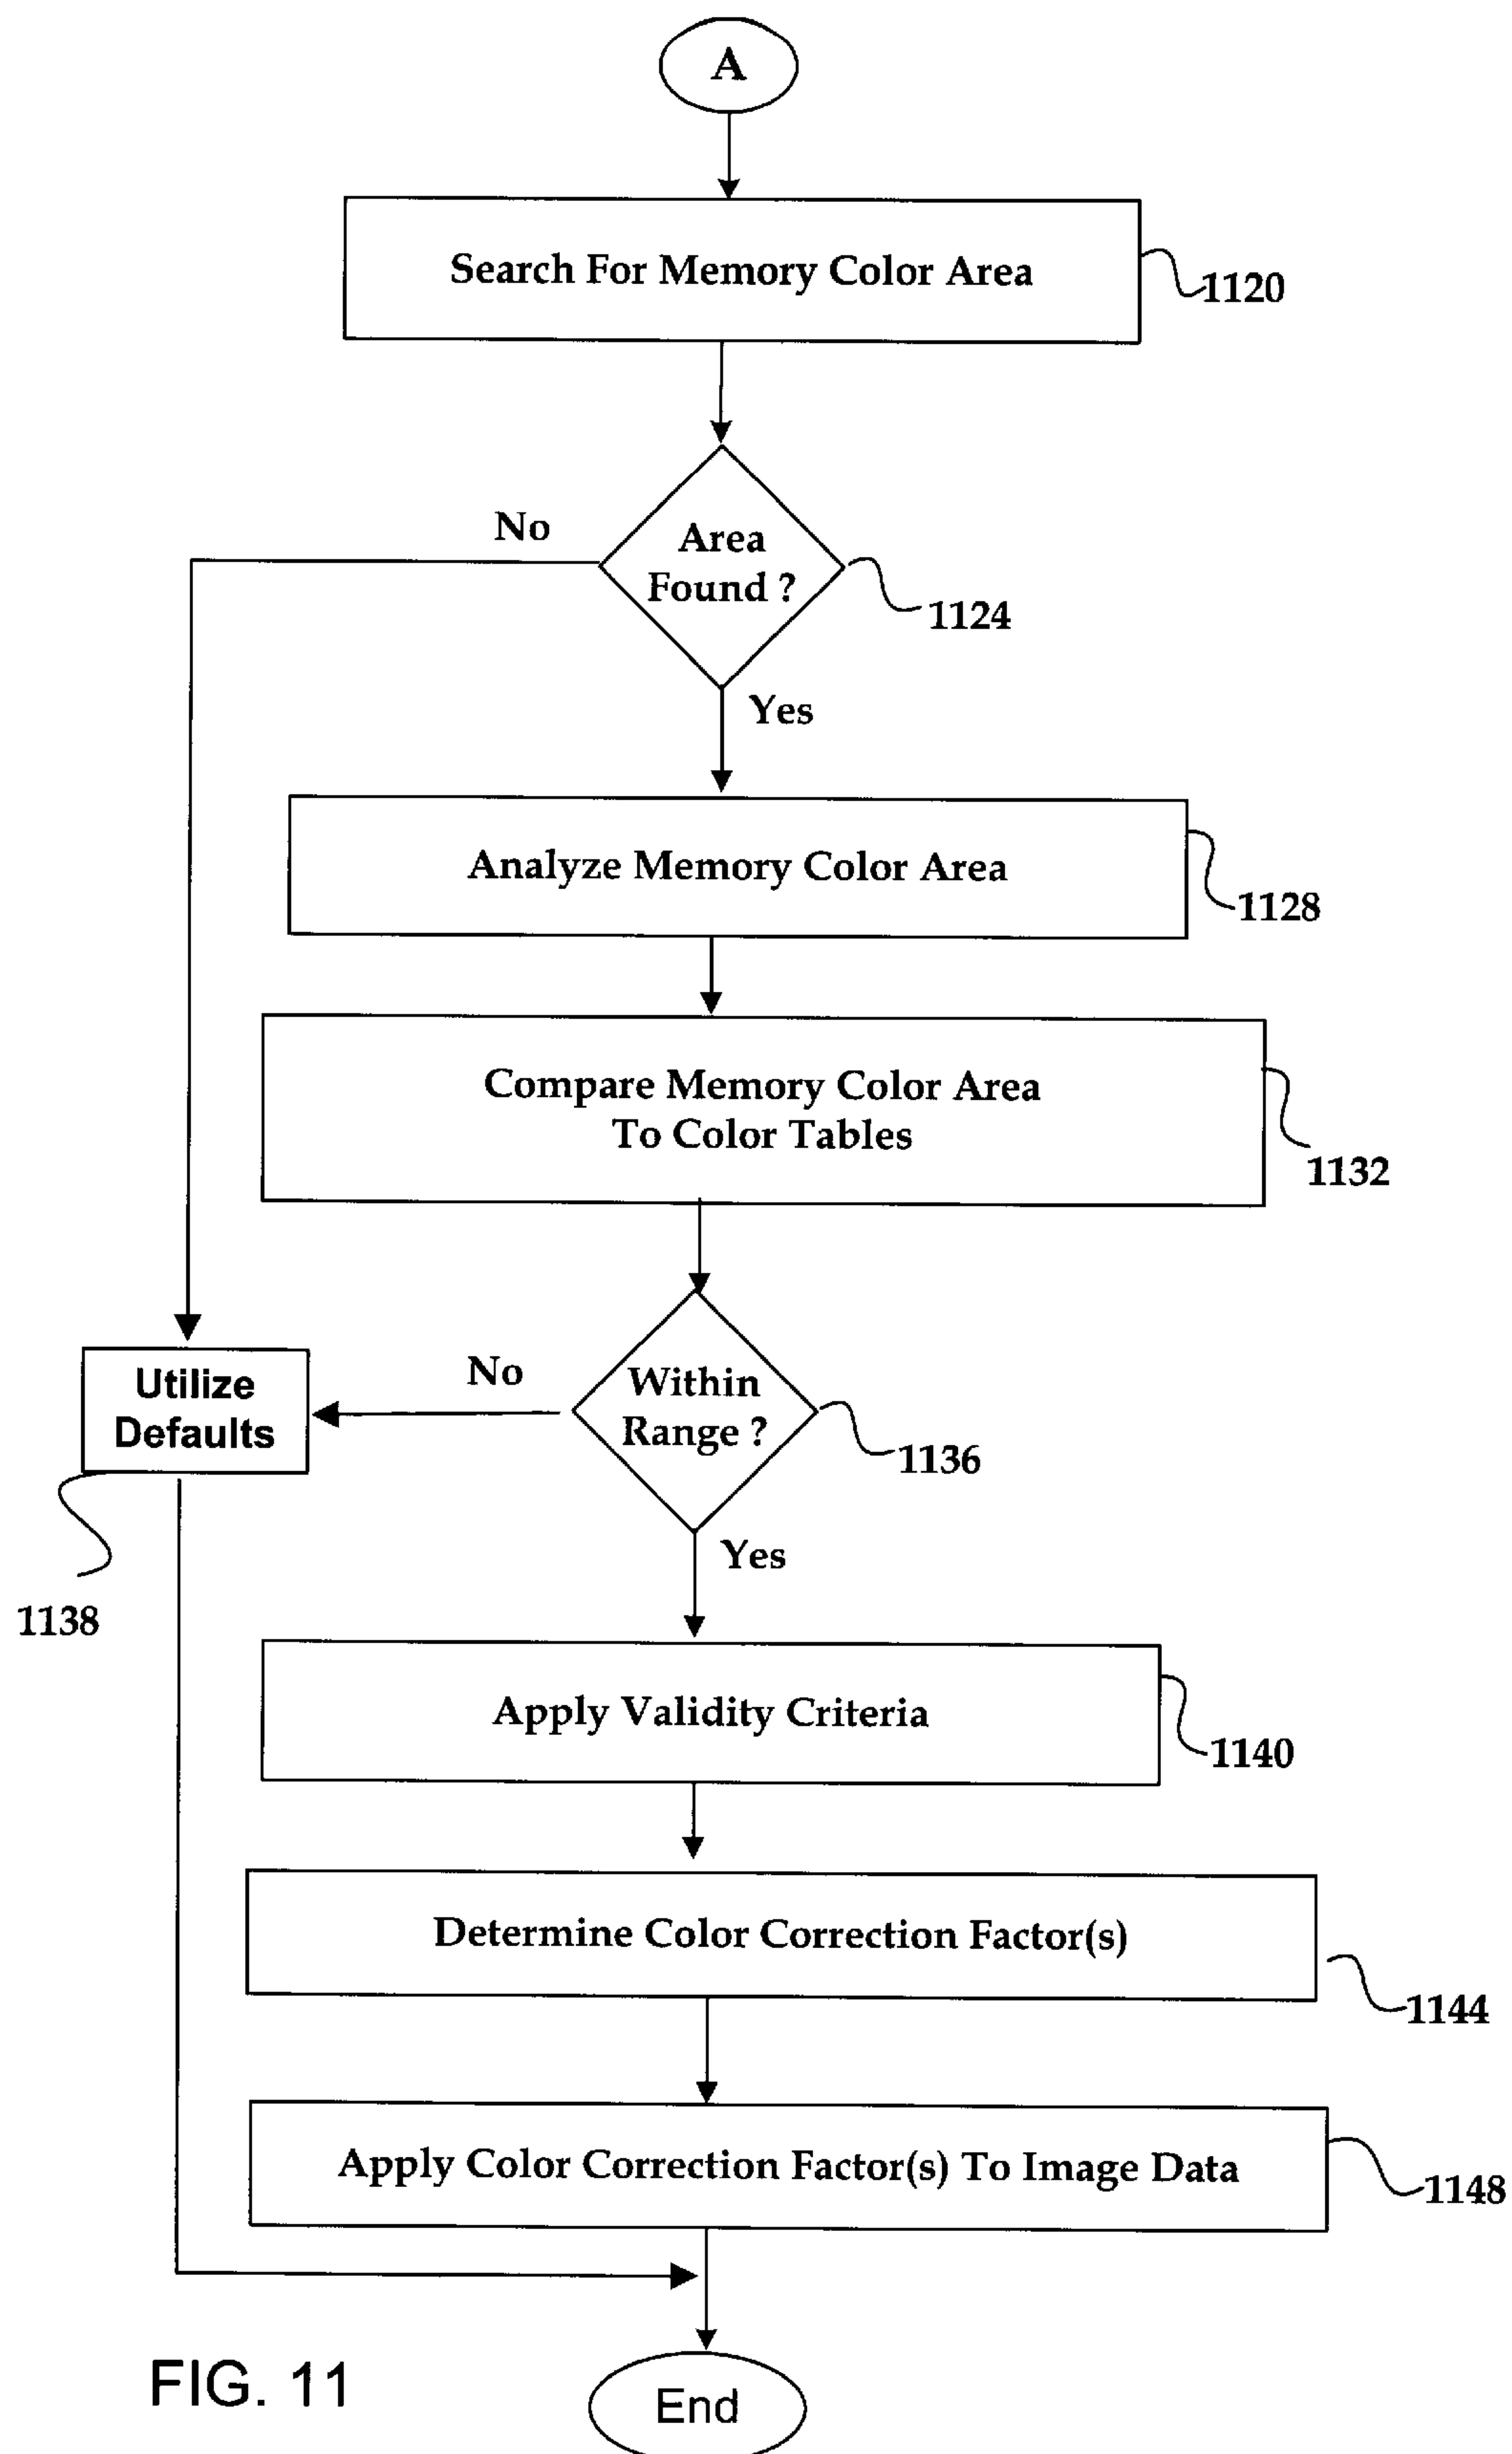 A
Search For Memory Color Area
1120
No
Area
Found ?
1124
Yes
Analyze Memory Color Area
1128
Compare Memory Color Area
To Color Tables
1132
Utilize
Defaults
No
Within
Range ?
1136
1138
Yes
Apply Validity Criteria
1140
Determine Color Correction Factor(s)
1144
Apply Color Correction Factor(s) To Image Data
1148
FIG. 11
End